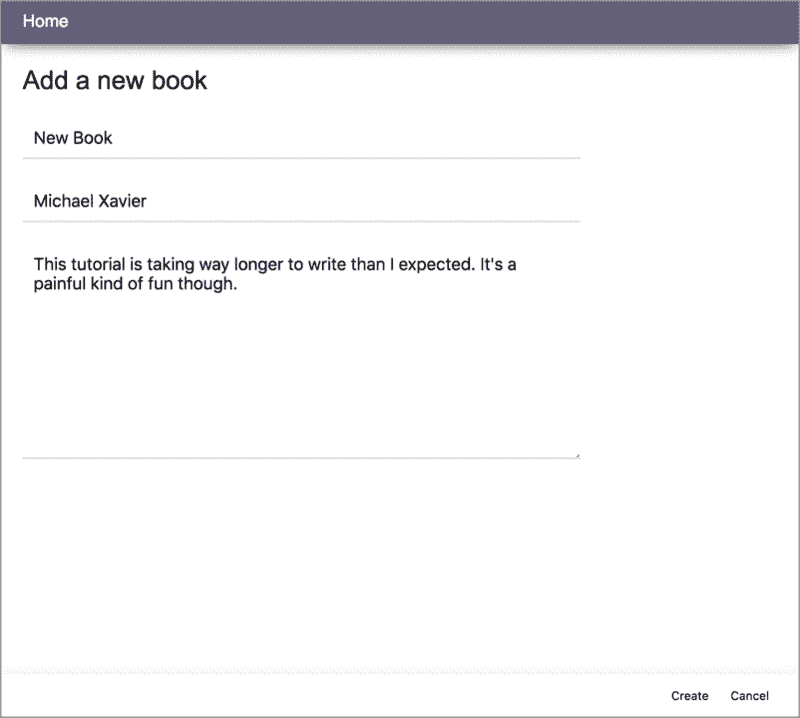 Home
Add a new book
New Book
Michael Xavier
This tutorial is taking way longer to write than I expected. It's a
painful kind of fun though.
Create Cancel